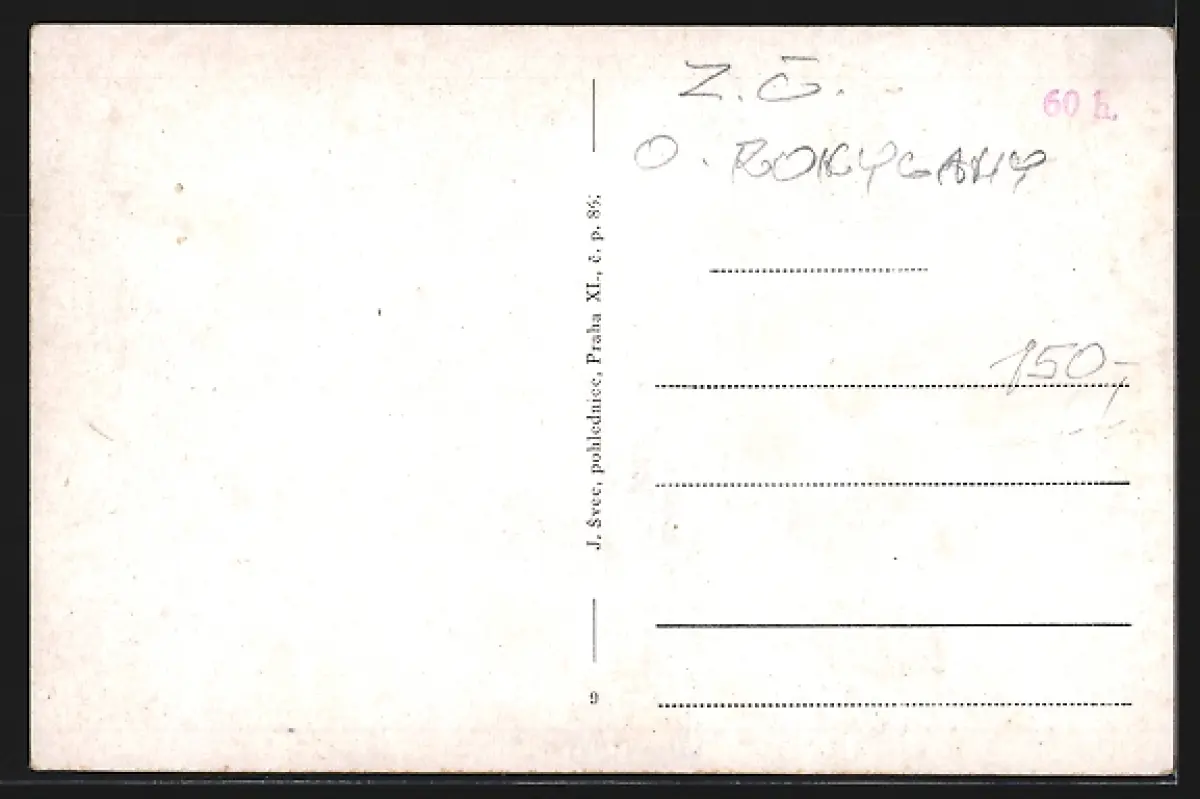 Z. Č.
60 h.
O. ROKYCANY
150,-
J. Švec, pohlednice, Praha XI., č. p. 85;
9